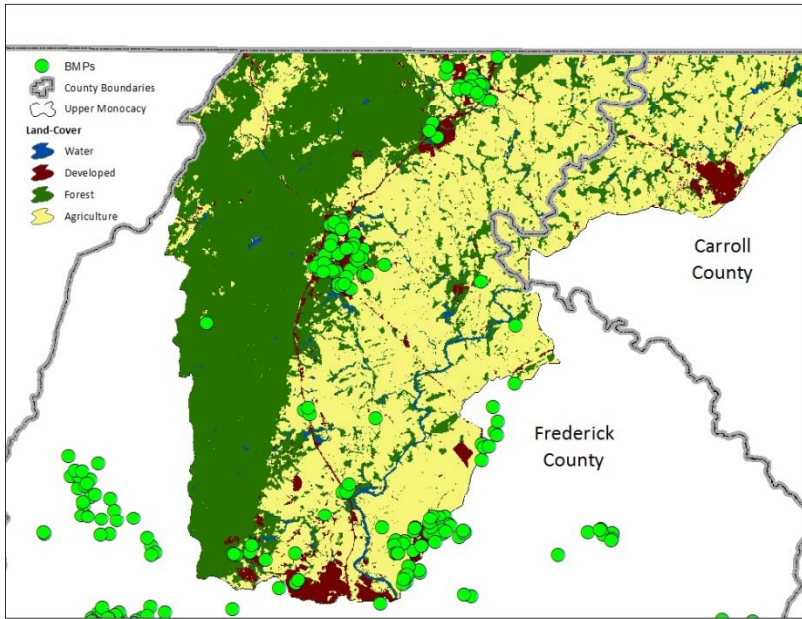 BMPs
County Boundaries
Upper Monocacy
Land-Cover
Water
Developed
Forest
Agriculture
Carroll
County
Frederick
County